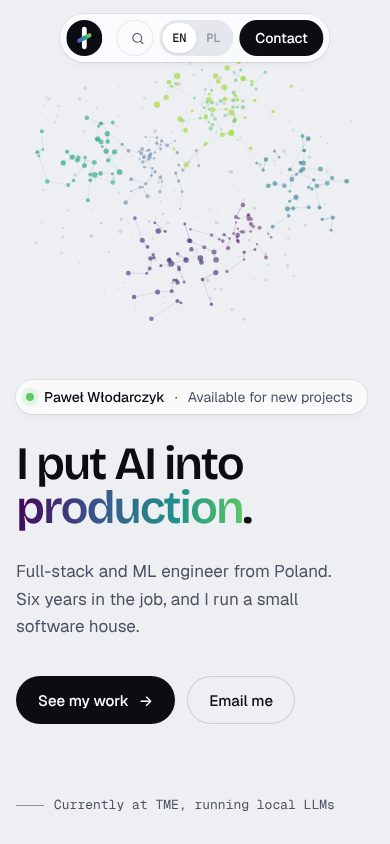 EN PL Contact
Paweł Włodarczyk · Available for new projects
I put AI into
production.
Full-stack and ML engineer from Poland.
Six years in the job, and I run a small
software house.
See my work → Email me
Currently at TME, running local LLMs